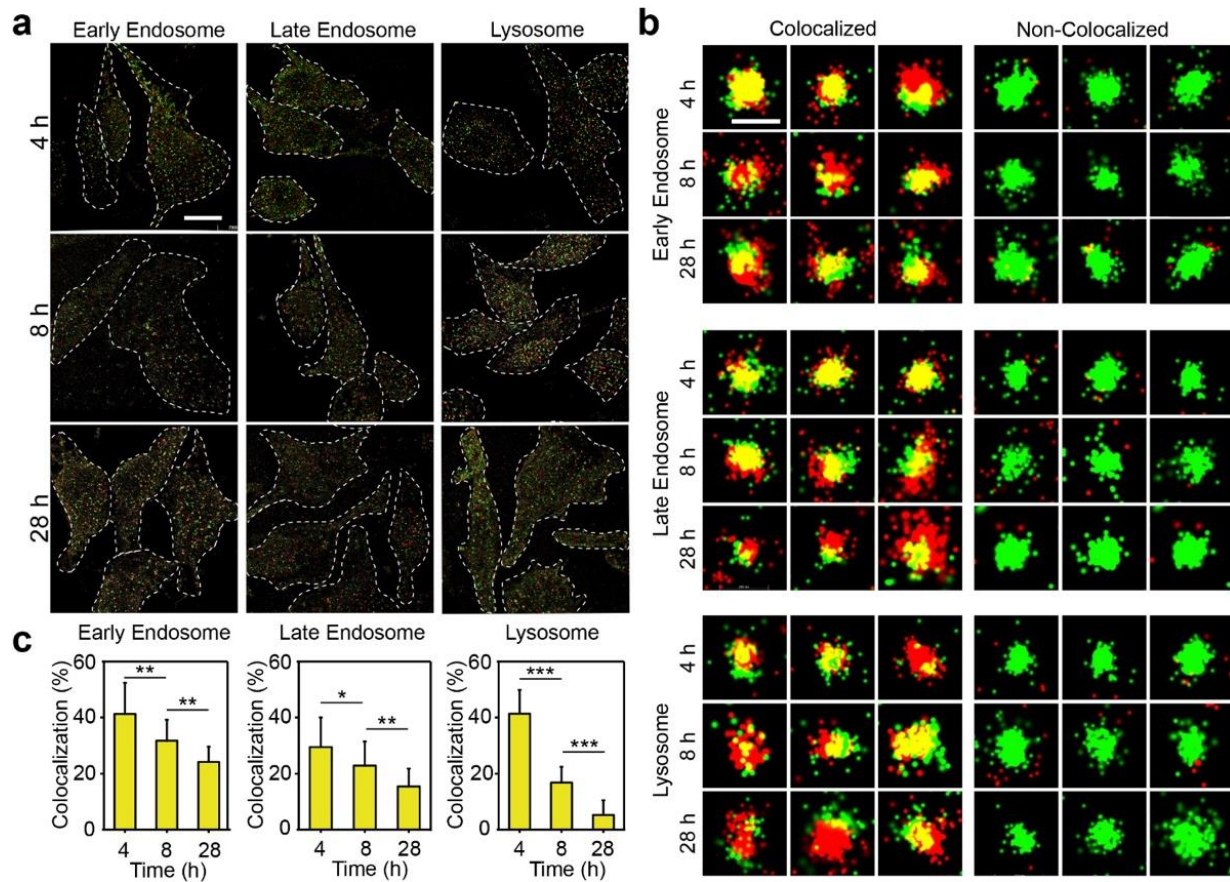 a
Early Endosome Late Endosome Lysosome
4 h
8 h
28 h
b
Colocalized Non-Colocalized
Early Endosome
4 h
8 h
28 h
Late Endosome
4 h
8 h
28 h
Lysosome
4 h
8 h
28 h
c
Early Endosome Late Endosome Lysosome
Colocalization (%)
60
40
20
0
** **
4 8 28
Time (h)
Colocalization (%)
60
40
20
0
* **
4 8 28
Time (h)
Colocalization (%)
60
40
20
0
*** ***
4 8 28
Time (h)